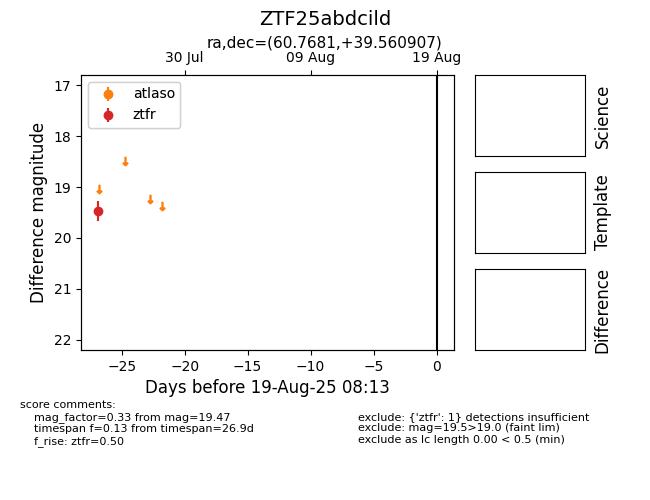 ZTF25abdcild
ra,dec=(60.7681,+39.560907)
30 Jul
09 Aug
19 Aug
atlaso
ztfr
17
18
19
20
21
22
Difference magnitude
−25
−20
−15
−10
−5
0
Days before 19-Aug-25 08:13
Science
Template
Difference
score comments:
mag_factor=0.33 from mag=19.47
timespan f=0.13 from timespan=26.9d
f_rise: ztfr=0.50
exclude: {'ztfr': 1} detections insufficient
exclude: mag=19.5>19.0 (faint lim)
exclude as lc length 0.00 < 0.5 (min)